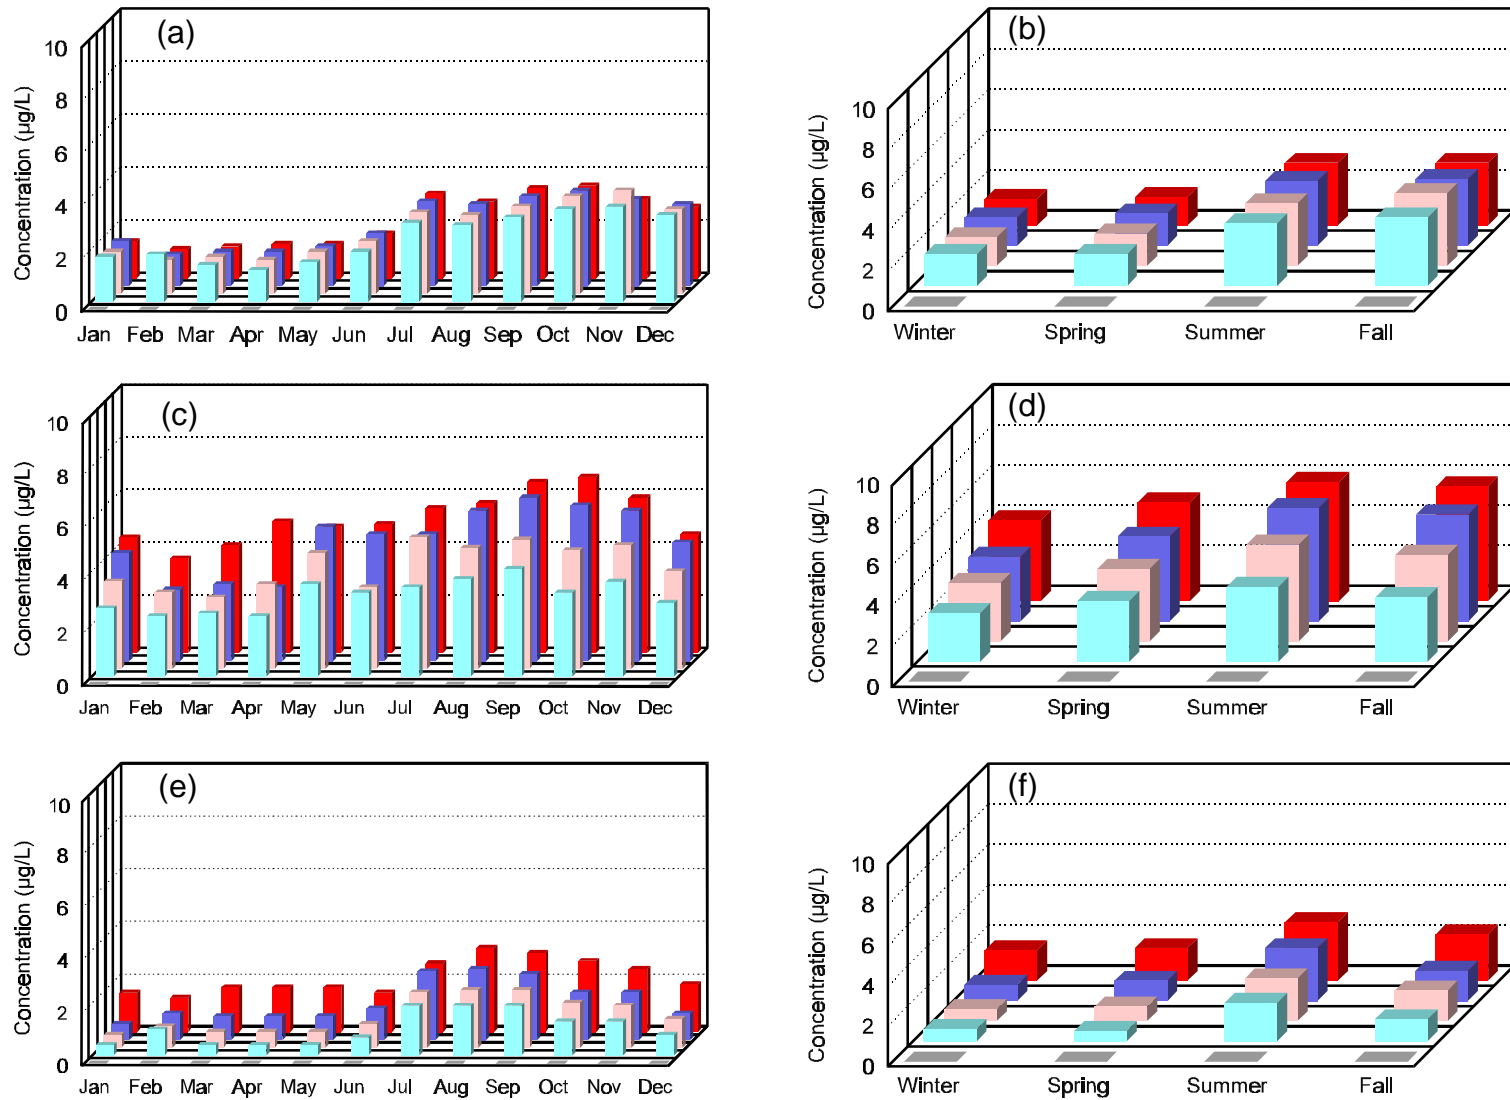 (a)
Concentration (µg/L)
10
8
6
4
2
0
Jan Feb Mar Apr May Jun Jul Aug Sep Oct Nov Dec
(b)
Concentration (µg/L)
10
8
6
4
2
0
Winter Spring Summer Fall
(c)
Concentration (µg/L)
10
8
6
4
2
0
Jan Feb Mar Apr May Jun Jul Aug Sep Oct Nov Dec
(d)
Concentration (µg/L)
10
8
6
4
2
0
Winter Spring Summer Fall
(e)
Concentration (µg/L)
10
8
6
4
2
0
Jan Feb Mar Apr May Jun Jul Aug Sep Oct Nov Dec
(f)
Concentration (µg/L)
10
8
6
4
2
0
Winter Spring Summer Fall